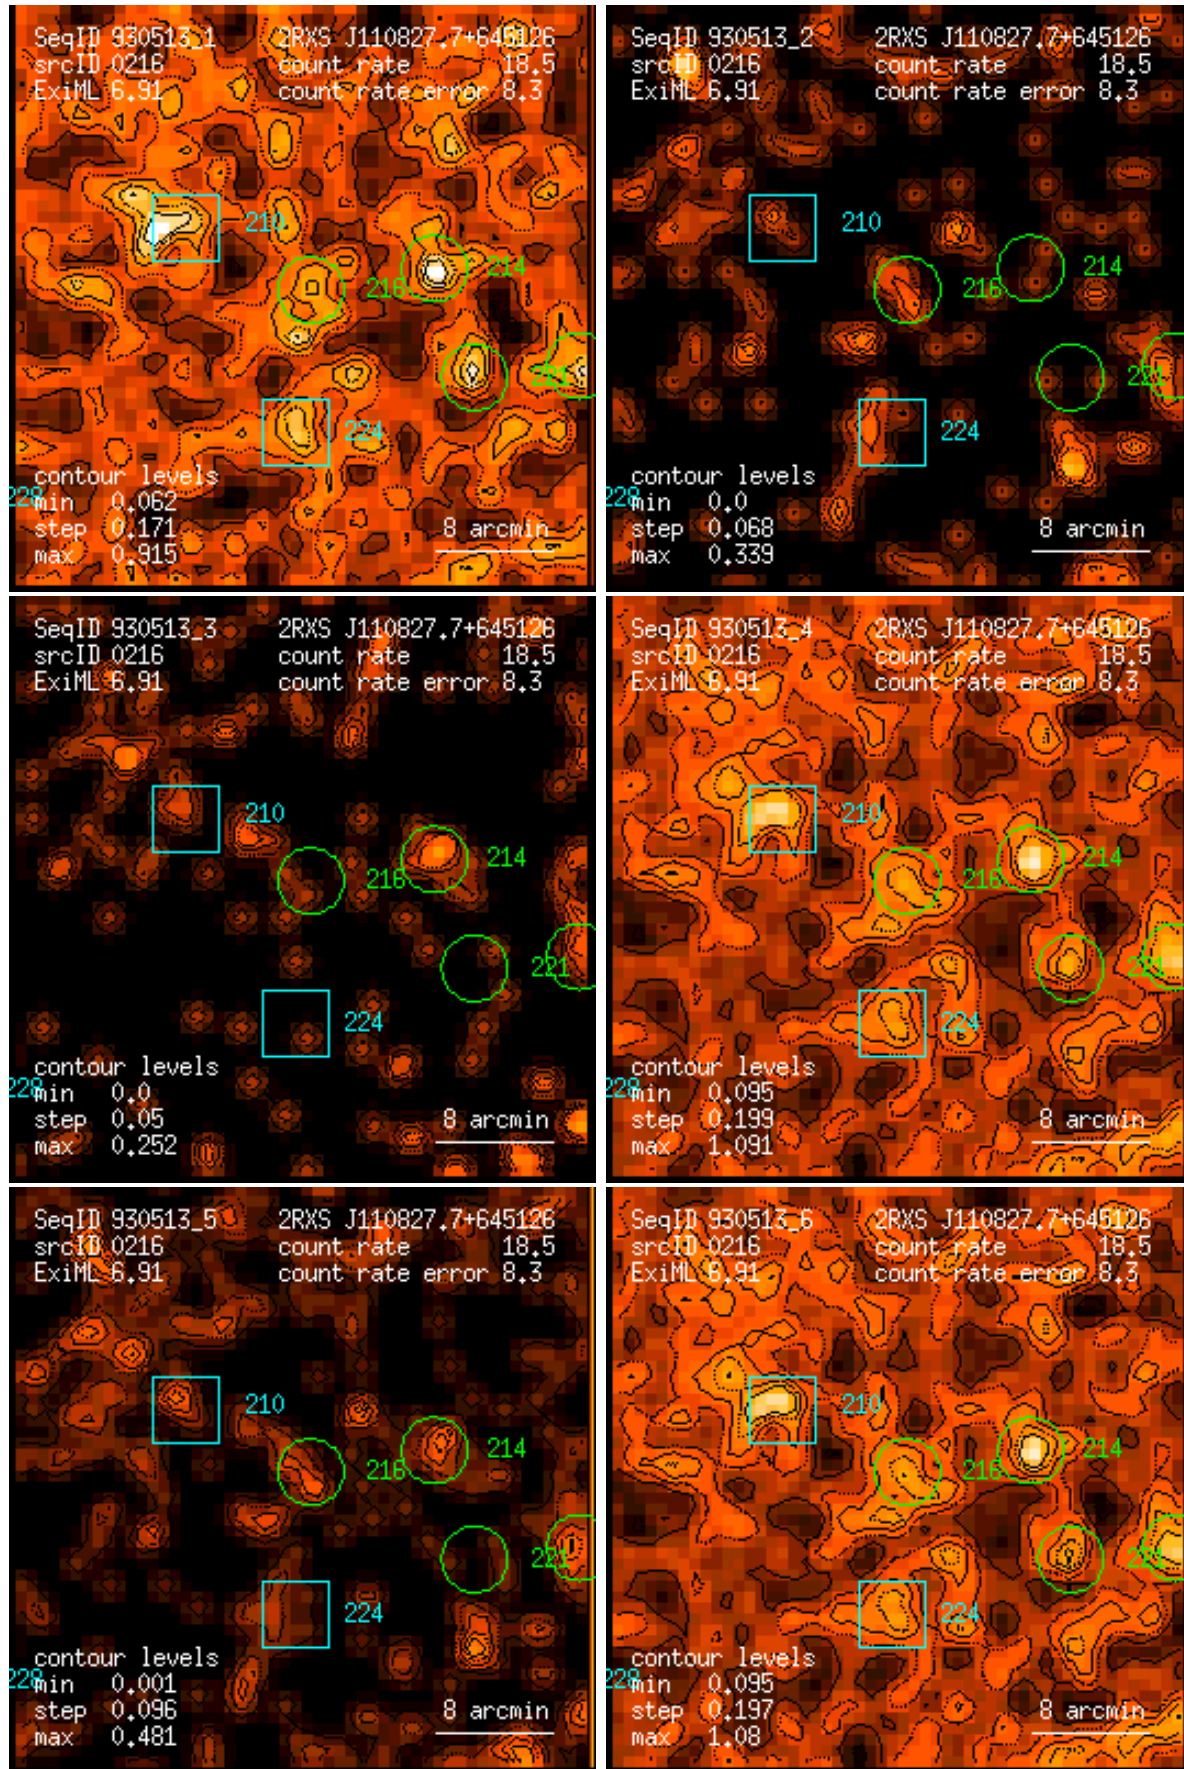 SeqID 930513_1 2RXS J110827.7+645126
srcID 0216 count rate 18.5
ExiML 6.91 count rate error 8.3
210
214
216
221
224
contour levels
228
min 0.062
step 0.171 8 arcmin
max 0.915
SeqID 930513_2 2RXS J110827.7+645126
srcID 0216 count rate 18.5
ExiML 6.91 count rate error 8.3
210
214
216
221
224
contour levels
228
min 0.0
step 0.068 8 arcmin
max 0.339
SeqID 930513_3 2RXS J110827.7+645126
srcID 0216 count rate 18.5
ExiML 6.91 count rate error 8.3
210
214
216
221
224
contour levels
228
min 0.0
step 0.05 8 arcmin
max 0.252
SeqID 930513_4 2RXS J110827.7+645126
srcID 0216 count rate 18.5
ExiML 6.91 count rate error 8.3
210
214
216
221
224
contour levels
228
min 0.095
step 0.199 8 arcmin
max 1.091
SeqID 930513_5 2RXS J110827.7+645126
srcID 0216 count rate 18.5
ExiML 6.91 count rate error 8.3
210
214
216
221
224
contour levels
228
min 0.001
step 0.096 8 arcmin
max 0.481
SeqID 930513_6 2RXS J110827.7+645126
srcID 0216 count rate 18.5
ExiML 6.91 count rate error 8.3
210
214
216
221
224
contour levels
228
min 0.095
step 0.197 8 arcmin
max 1.08